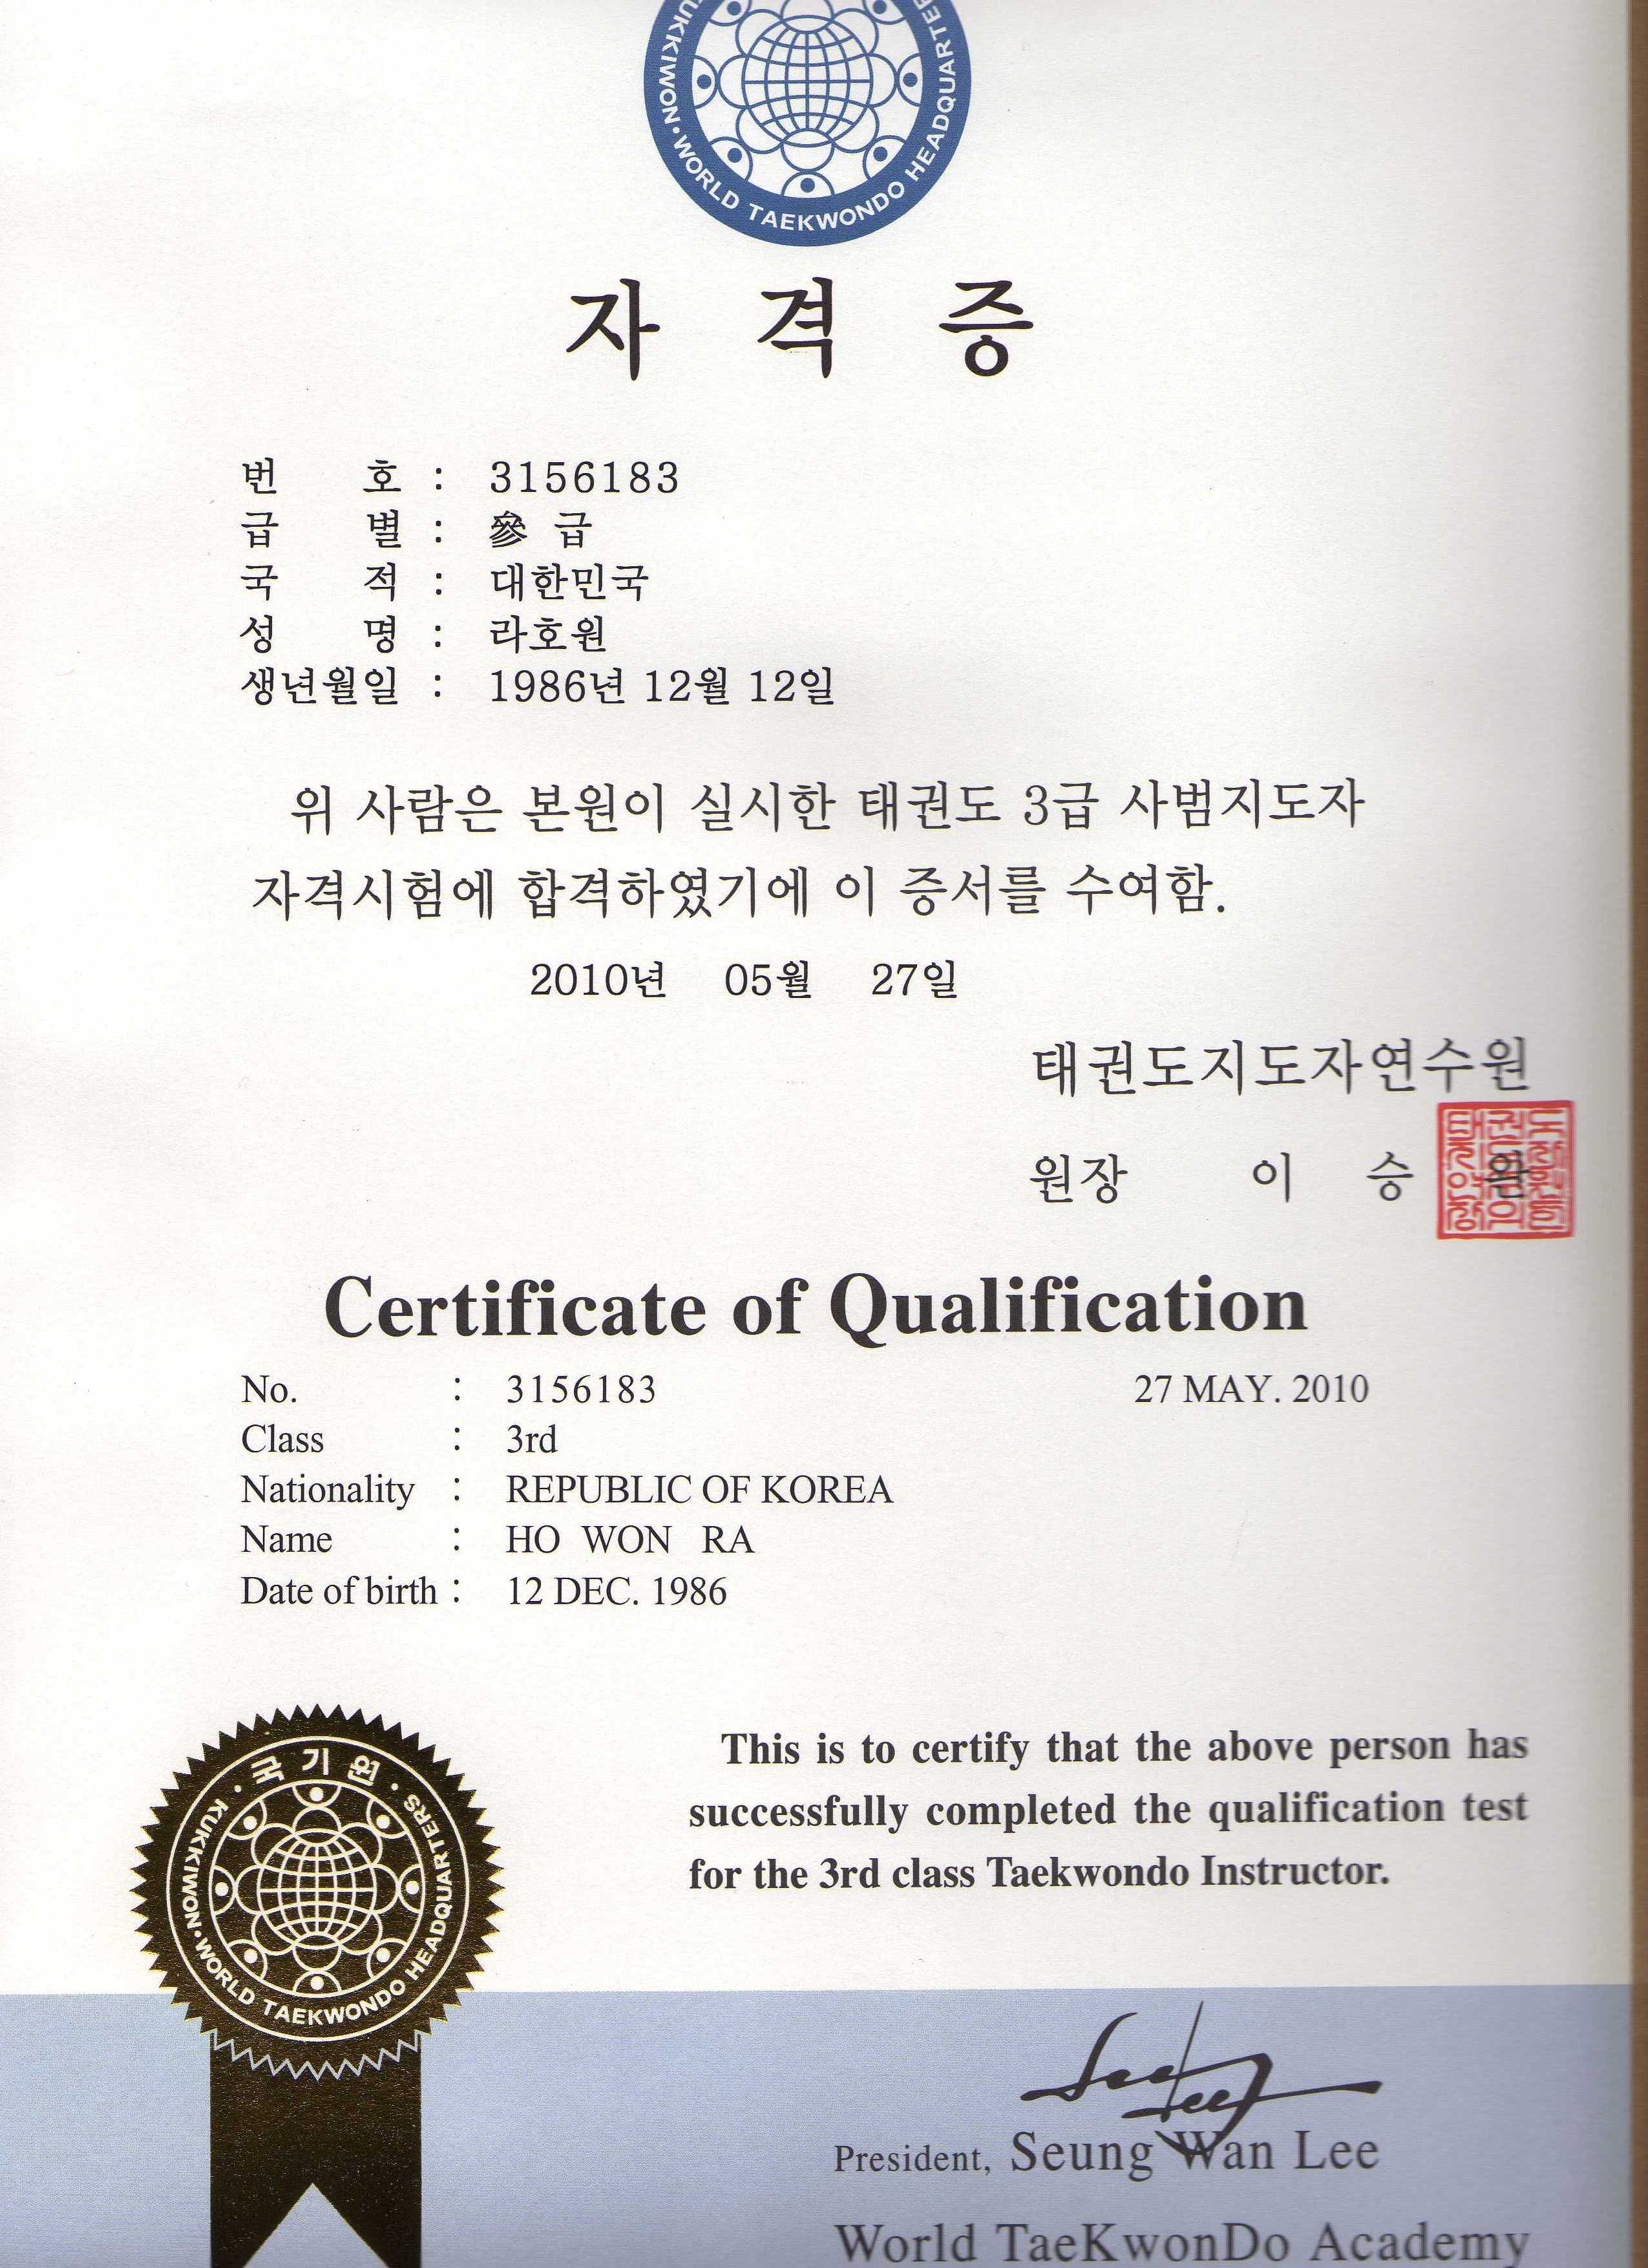 KUKKIWON · WORLD TAEKWONDO HEADQUARTERS
자 격 증
번 호 : 3156183
급 별 : 參 급
국 적 : 대한민국
성 명 : 라호원
생년월일 : 1986년 12월 12일
위 사람은 본원이 실시한 태권도 3급 사범지도자
자격시험에 합격하였기에 이 증서를 수여함.
2010년 05월 27일
태권도지도자연수원
원장 이 승 완
Certificate of Qualification
No. : 3156183 27 MAY. 2010
Class : 3rd
Nationality : REPUBLIC OF KOREA
Name : HO WON RA
Date of birth : 12 DEC. 1986
This is to certify that the above person has
successfully completed the qualification test
for the 3rd class Taekwondo Instructor.
· 국기원 ·
KUKKIWON · WORLD TAEKWONDO HEADQUARTERS
President, Seung Wan Lee
World TaeKwonDo Academy